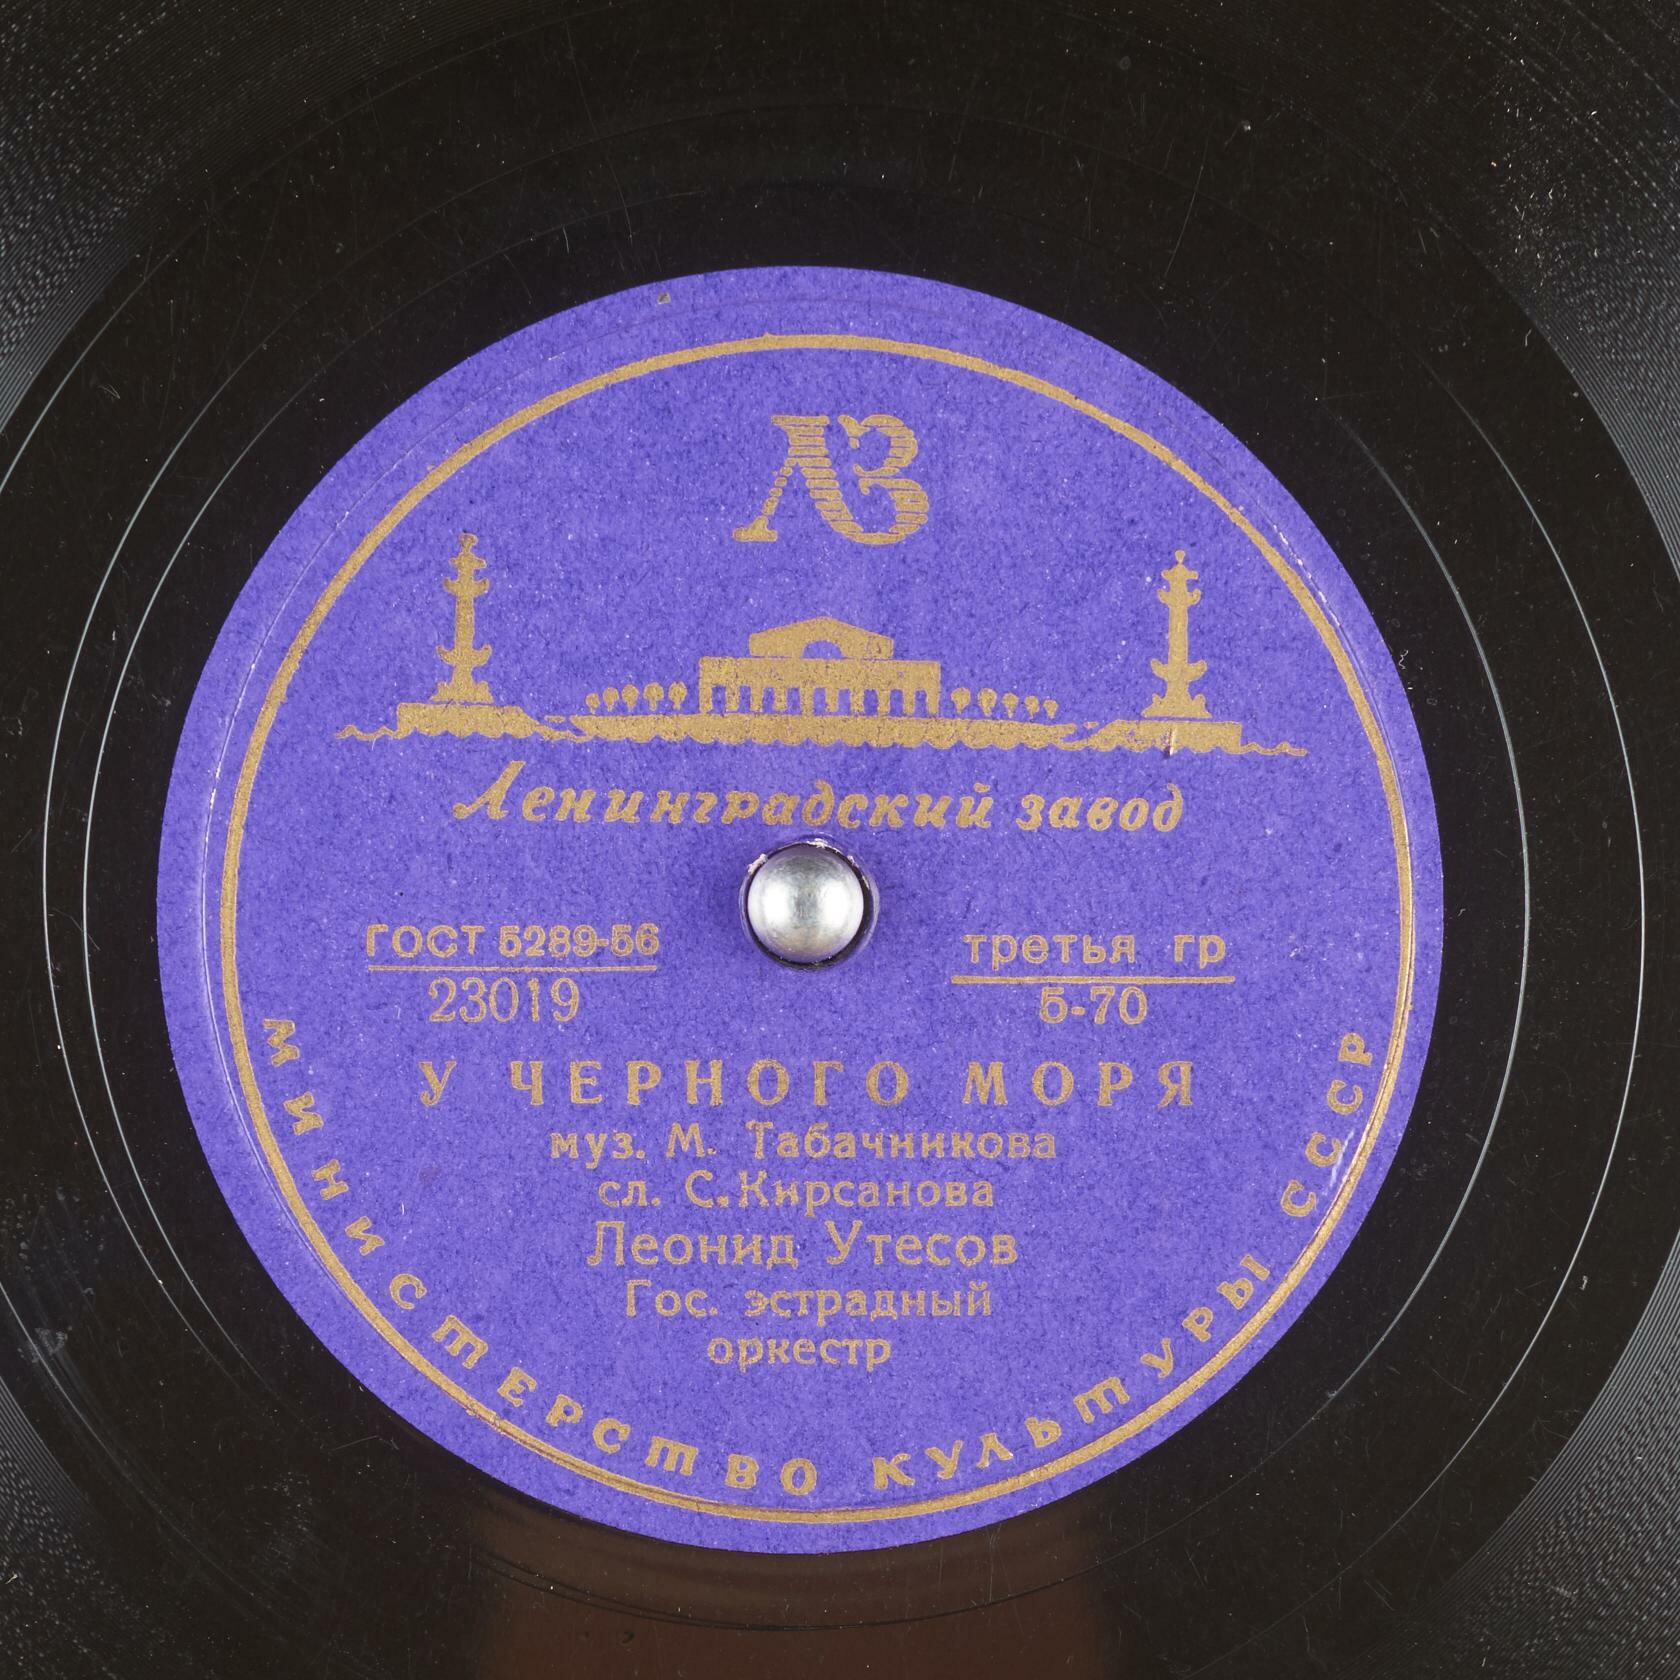 ЛЗ
Ленинградский завод
ГОСТ 5289-56
23019
третья гр
5-70
У ЧЕРНОГО МОРЯ
муз. М. Табачникова
сл. С. Кирсанова
Леонид Утесов
Гос. эстрадный
оркестр
МИНИСТЕРСТВО КУЛЬТУРЫ СССР